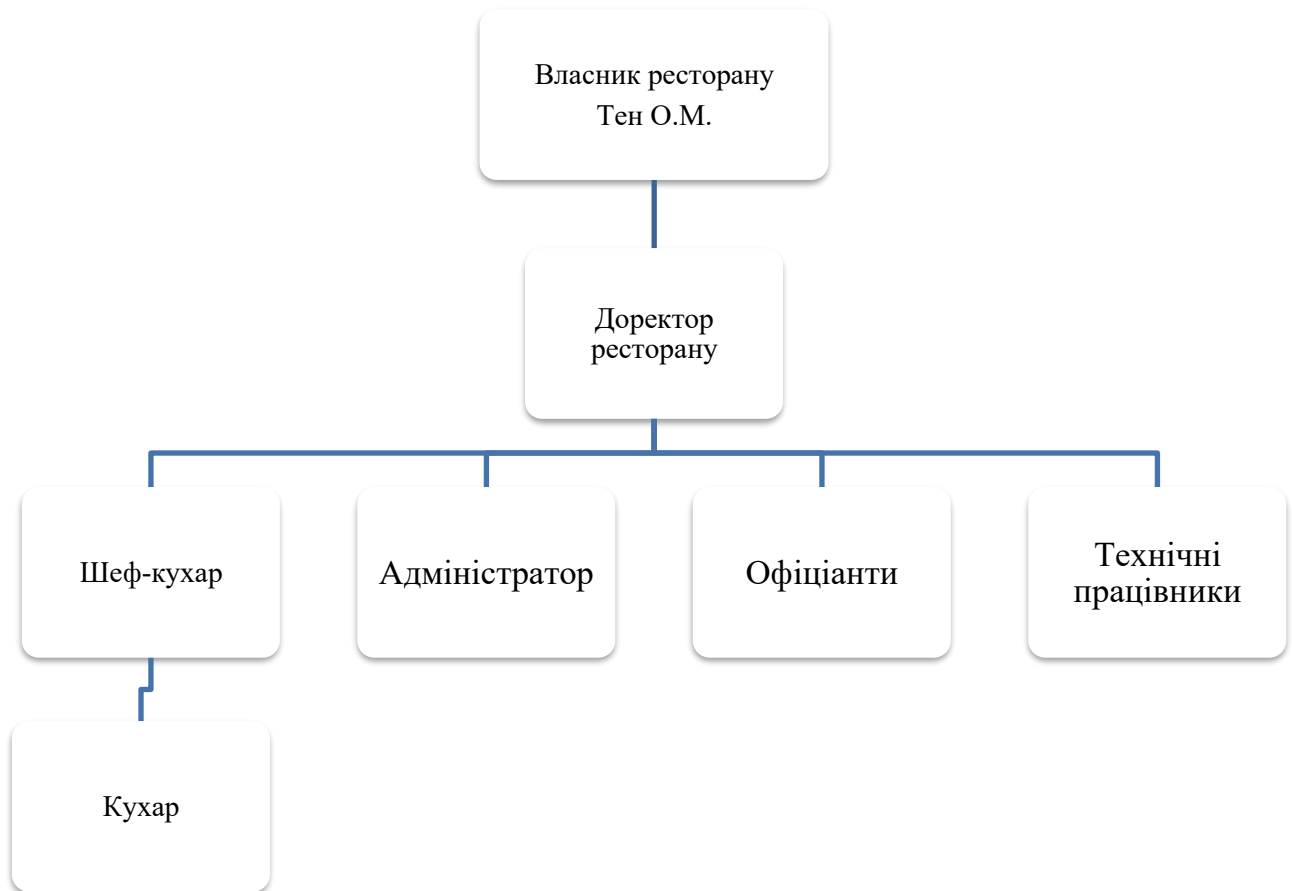 Власник ресторану
Тен О.М.
Доректор
ресторану
Шеф-кухар
Адміністратор
Офіціанти
Технічні
працівники
Кухар